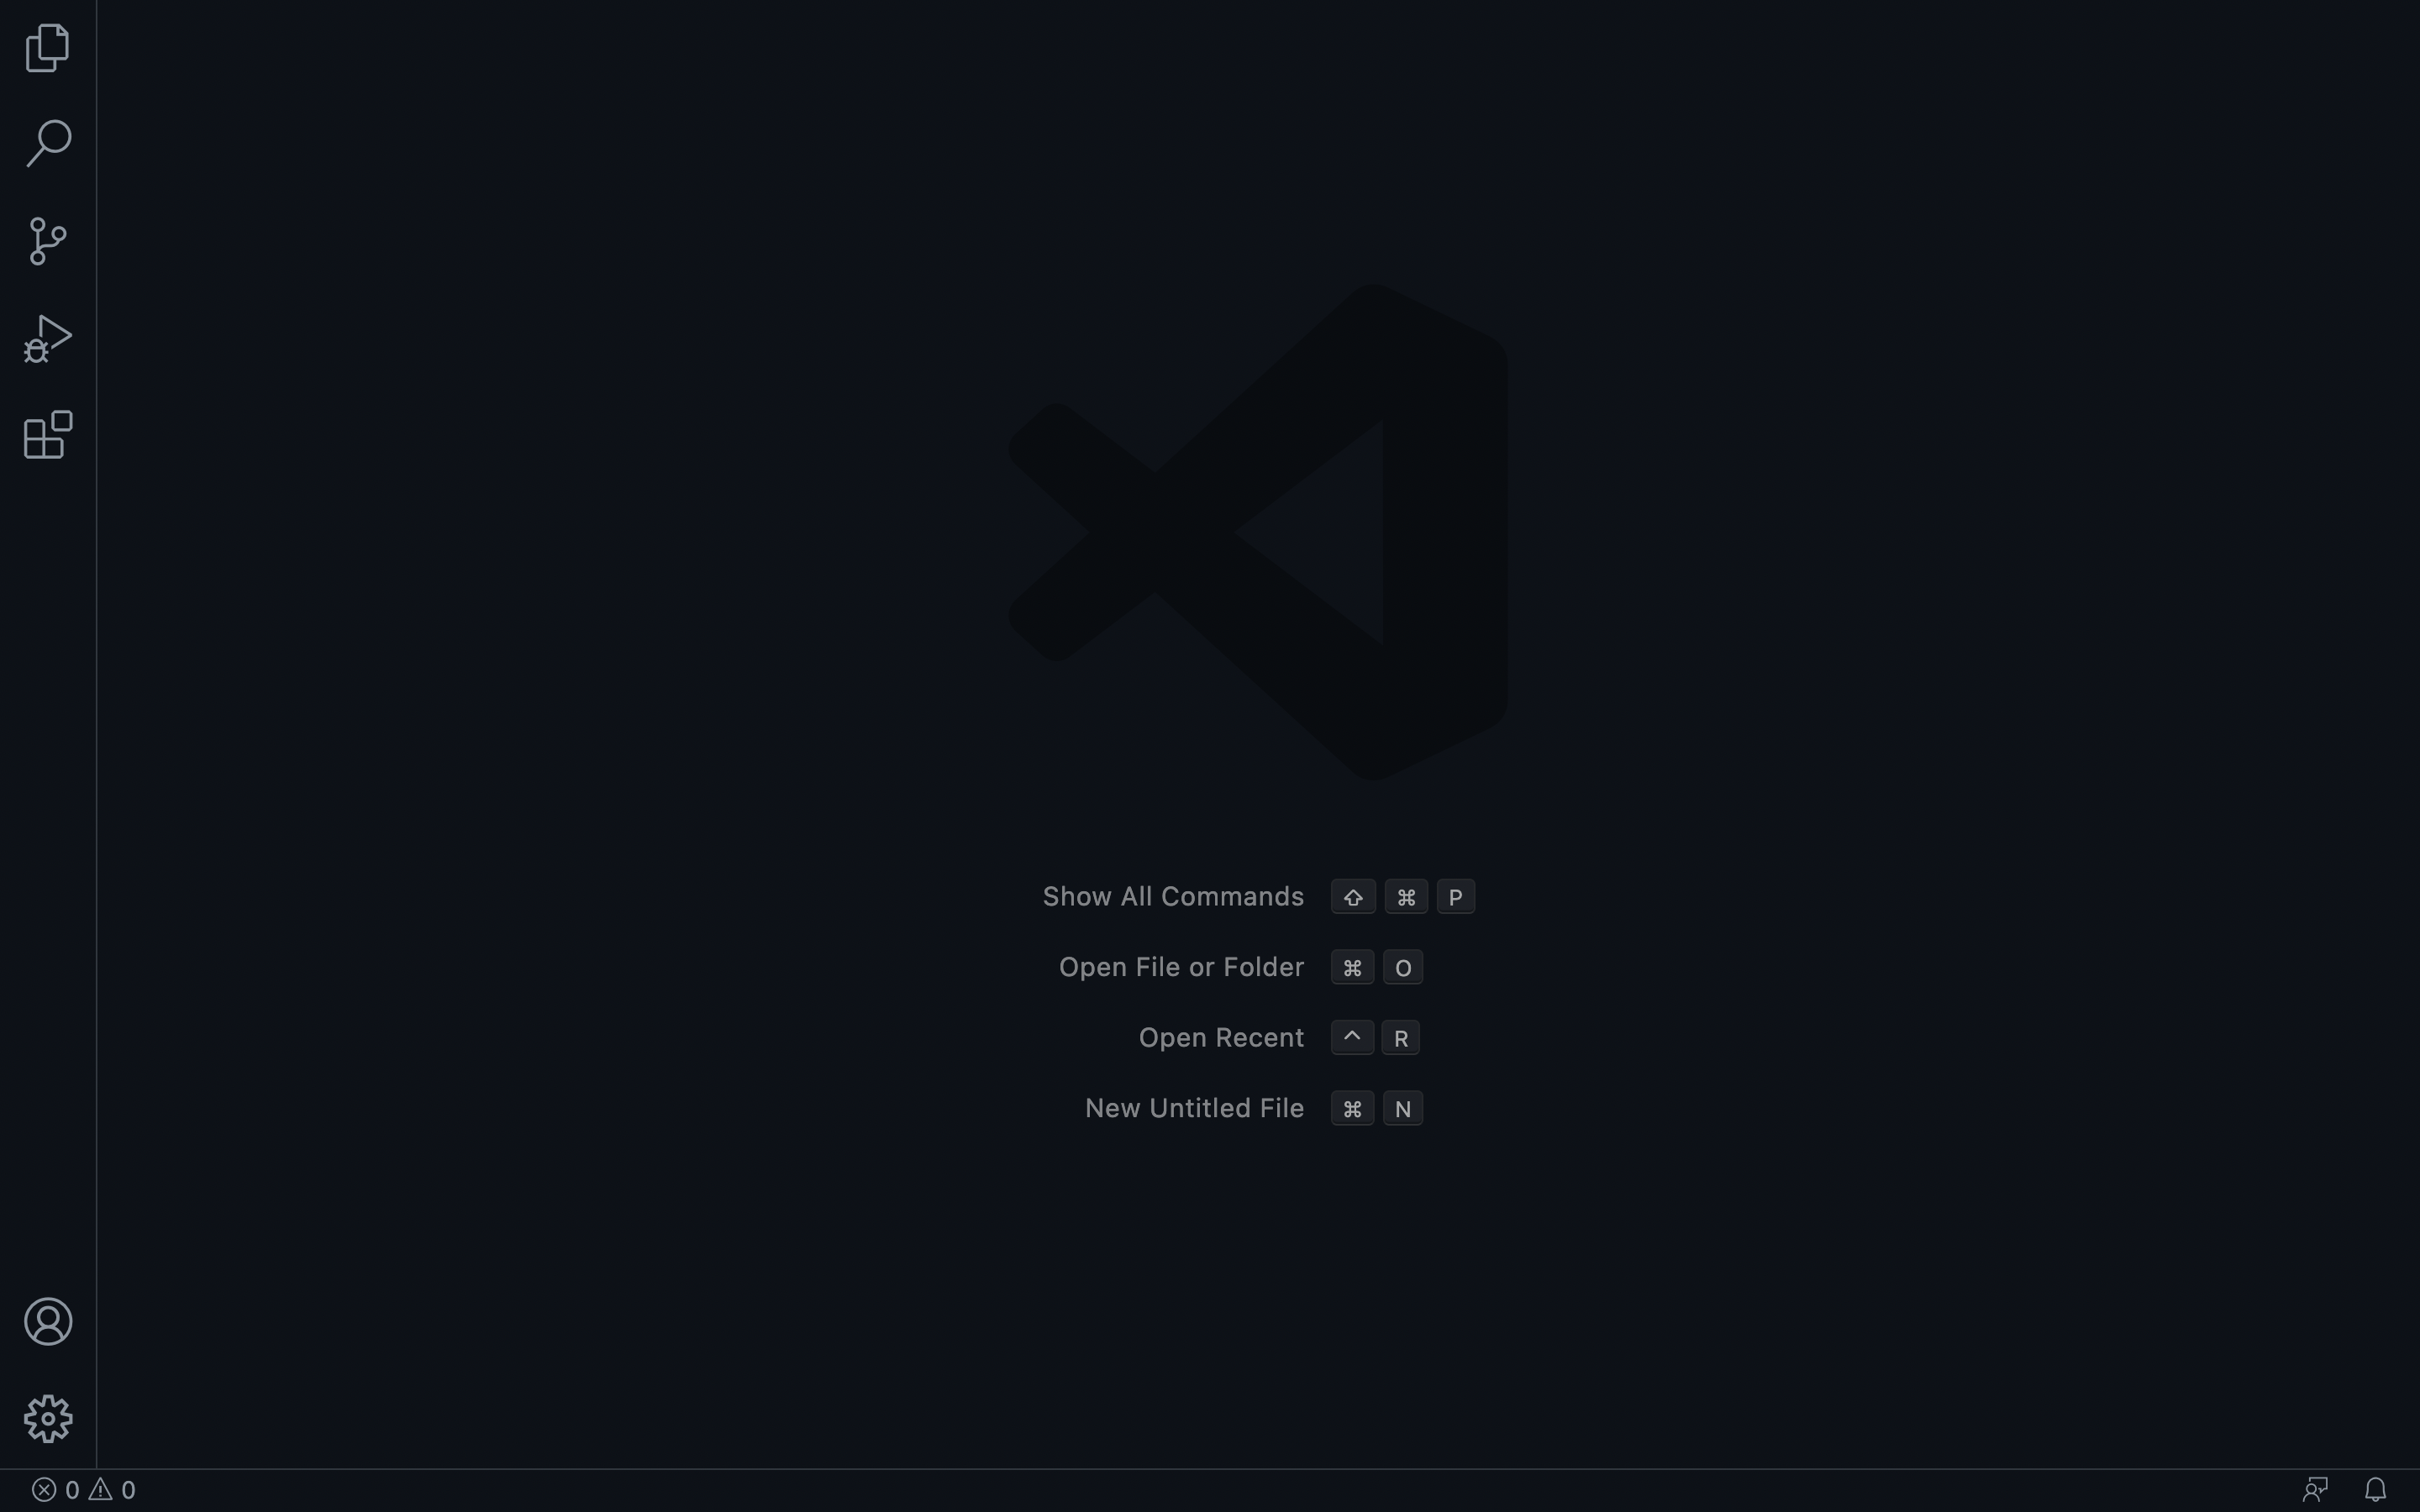 Show All Commands ⇧ ⌘ P
Open File or Folder ⌘ O
Open Recent ^ R
New Untitled File ⌘ N
0 0